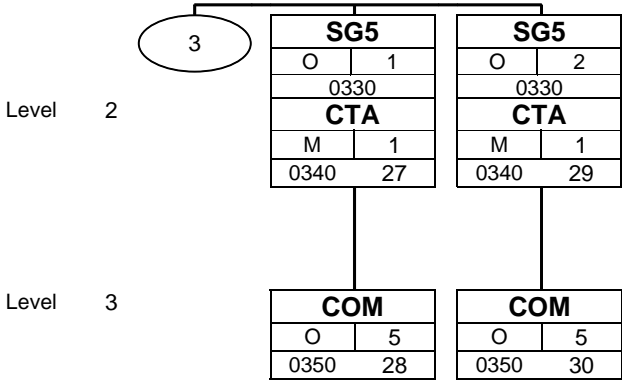 3
SG5 SG5
O 1 O 2
0330 0330
Level 2 CTA CTA
M 1 M 1
0340 27 0340 29
Level 3 COM COM
O 5 O 5
0350 28 0350 30